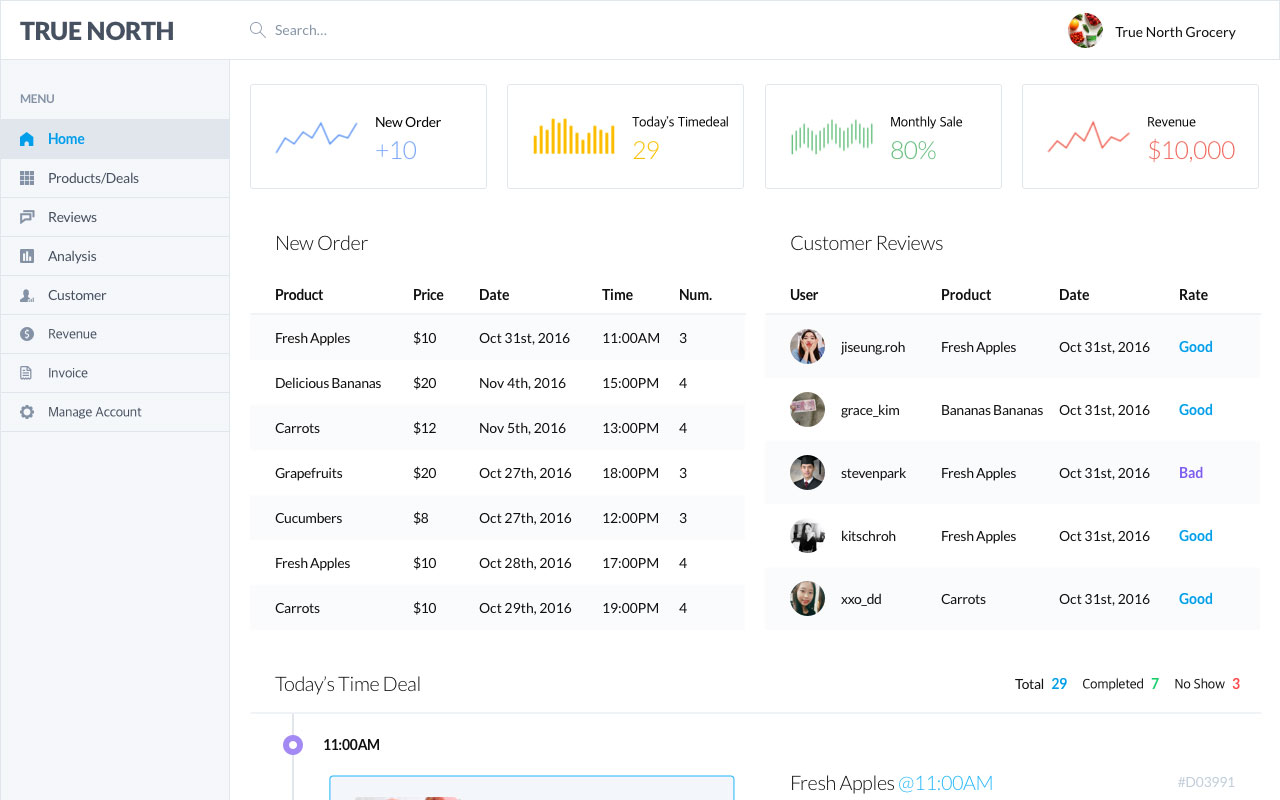 TRUE NORTH
Search...
True North Grocery
MENU
Home
Products/Deals
Reviews
Analysis
Customer
Revenue
Invoice
Manage Account
New Order
+10
Today's Timedeal
29
Monthly Sale
80%
Revenue
$10,000
New Order
Product Price Date Time Num.
Fresh Apples $10 Oct 31st, 2016 11:00AM 3
Delicious Bananas $20 Nov 4th, 2016 15:00PM 4
Carrots $12 Nov 5th, 2016 13:00PM 4
Grapefruits $20 Oct 27th, 2016 18:00PM 3
Cucumbers $8 Oct 27th, 2016 12:00PM 3
Fresh Apples $10 Oct 28th, 2016 17:00PM 4
Carrots $10 Oct 29th, 2016 19:00PM 4
Customer Reviews
User Product Date Rate
jiseung.roh Fresh Apples Oct 31st, 2016 Good
grace_kim Bananas Bananas Oct 31st, 2016 Good
stevenpark Fresh Apples Oct 31st, 2016 Bad
kitschroh Fresh Apples Oct 31st, 2016 Good
xxo_dd Carrots Oct 31st, 2016 Good
Today's Time Deal
Total 29 Completed 7 No Show 3
11:00AM
Fresh Apples @11:00AM
#D03991